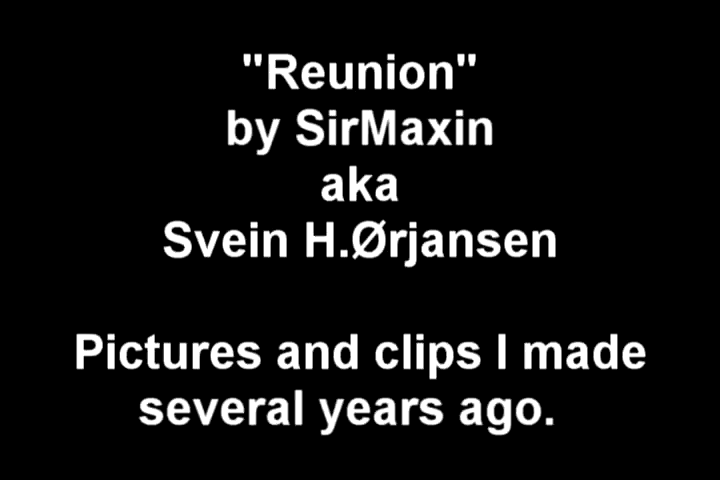 "Reunion"
by SirMaxin
aka
Svein H.Ørjansen
Pictures and clips I made
several years ago.